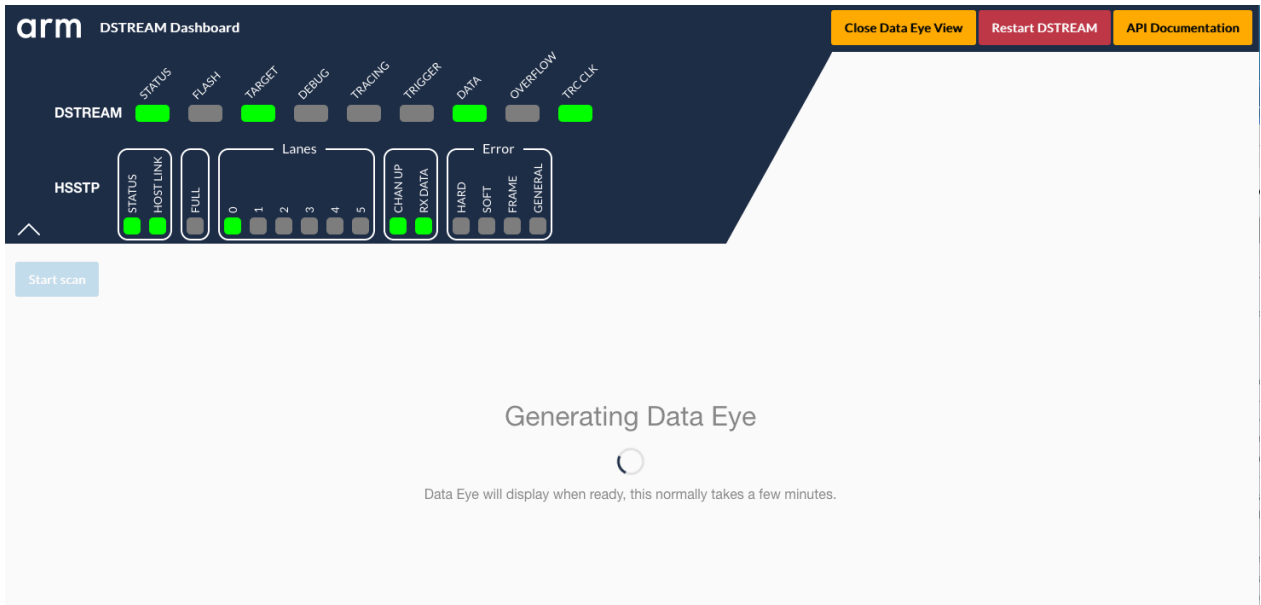 arm DSTREAM Dashboard Close Data Eye View Restart DSTREAM API Documentation
STATUS FLASH TARGET DEBUG TRACING TRIGGER DATA OVERFLOW TRC CLK
DSTREAM
Lanes Error
HSSTP STATUS HOST LINK FULL 0 1 2 3 4 5 CHAN UP RX DATA HARD SOFT FRAME GENERAL
Start scan
Generating Data Eye
Data Eye will display when ready, this normally takes a few minutes.